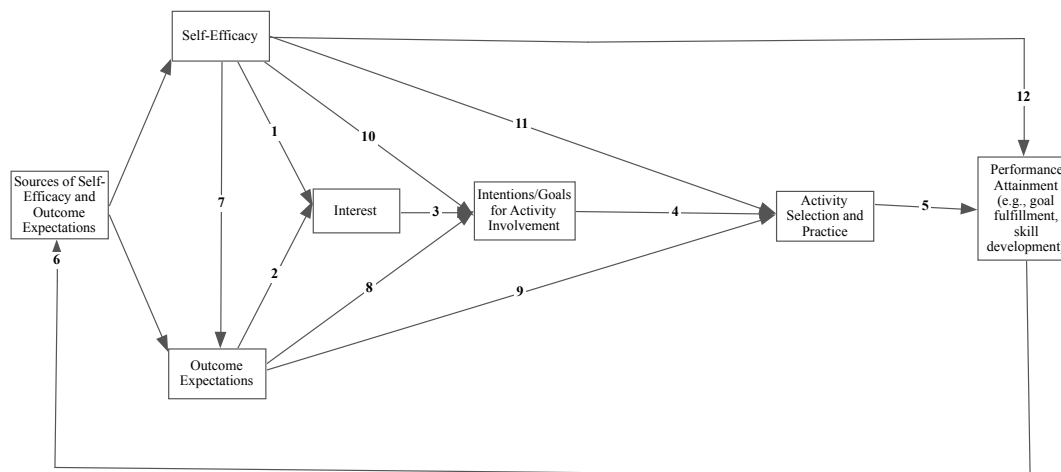 Self-Efficacy
12
1
10
11
Sources of Self-
Efficacy and
Outcome
Expectations
7
Interest
3
Intentions/Goals
for Activity
Involvement
4
Activity
Selection and
Practice
5
Performance
Attainment
(e.g., goal
fulfillment,
skill
development
6
2
8
9
Outcome
Expectations